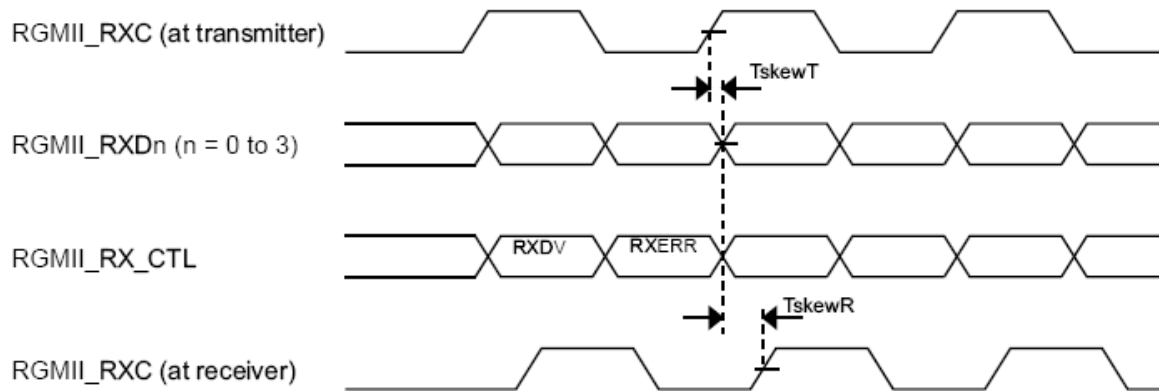 RGMII_RXC (at transmitter)
TskewT
RGMII_RXDn (n = 0 to 3)
RGMII_RX_CTL
RXDV
RXERR
TskewR
RGMII_RXC (at receiver)